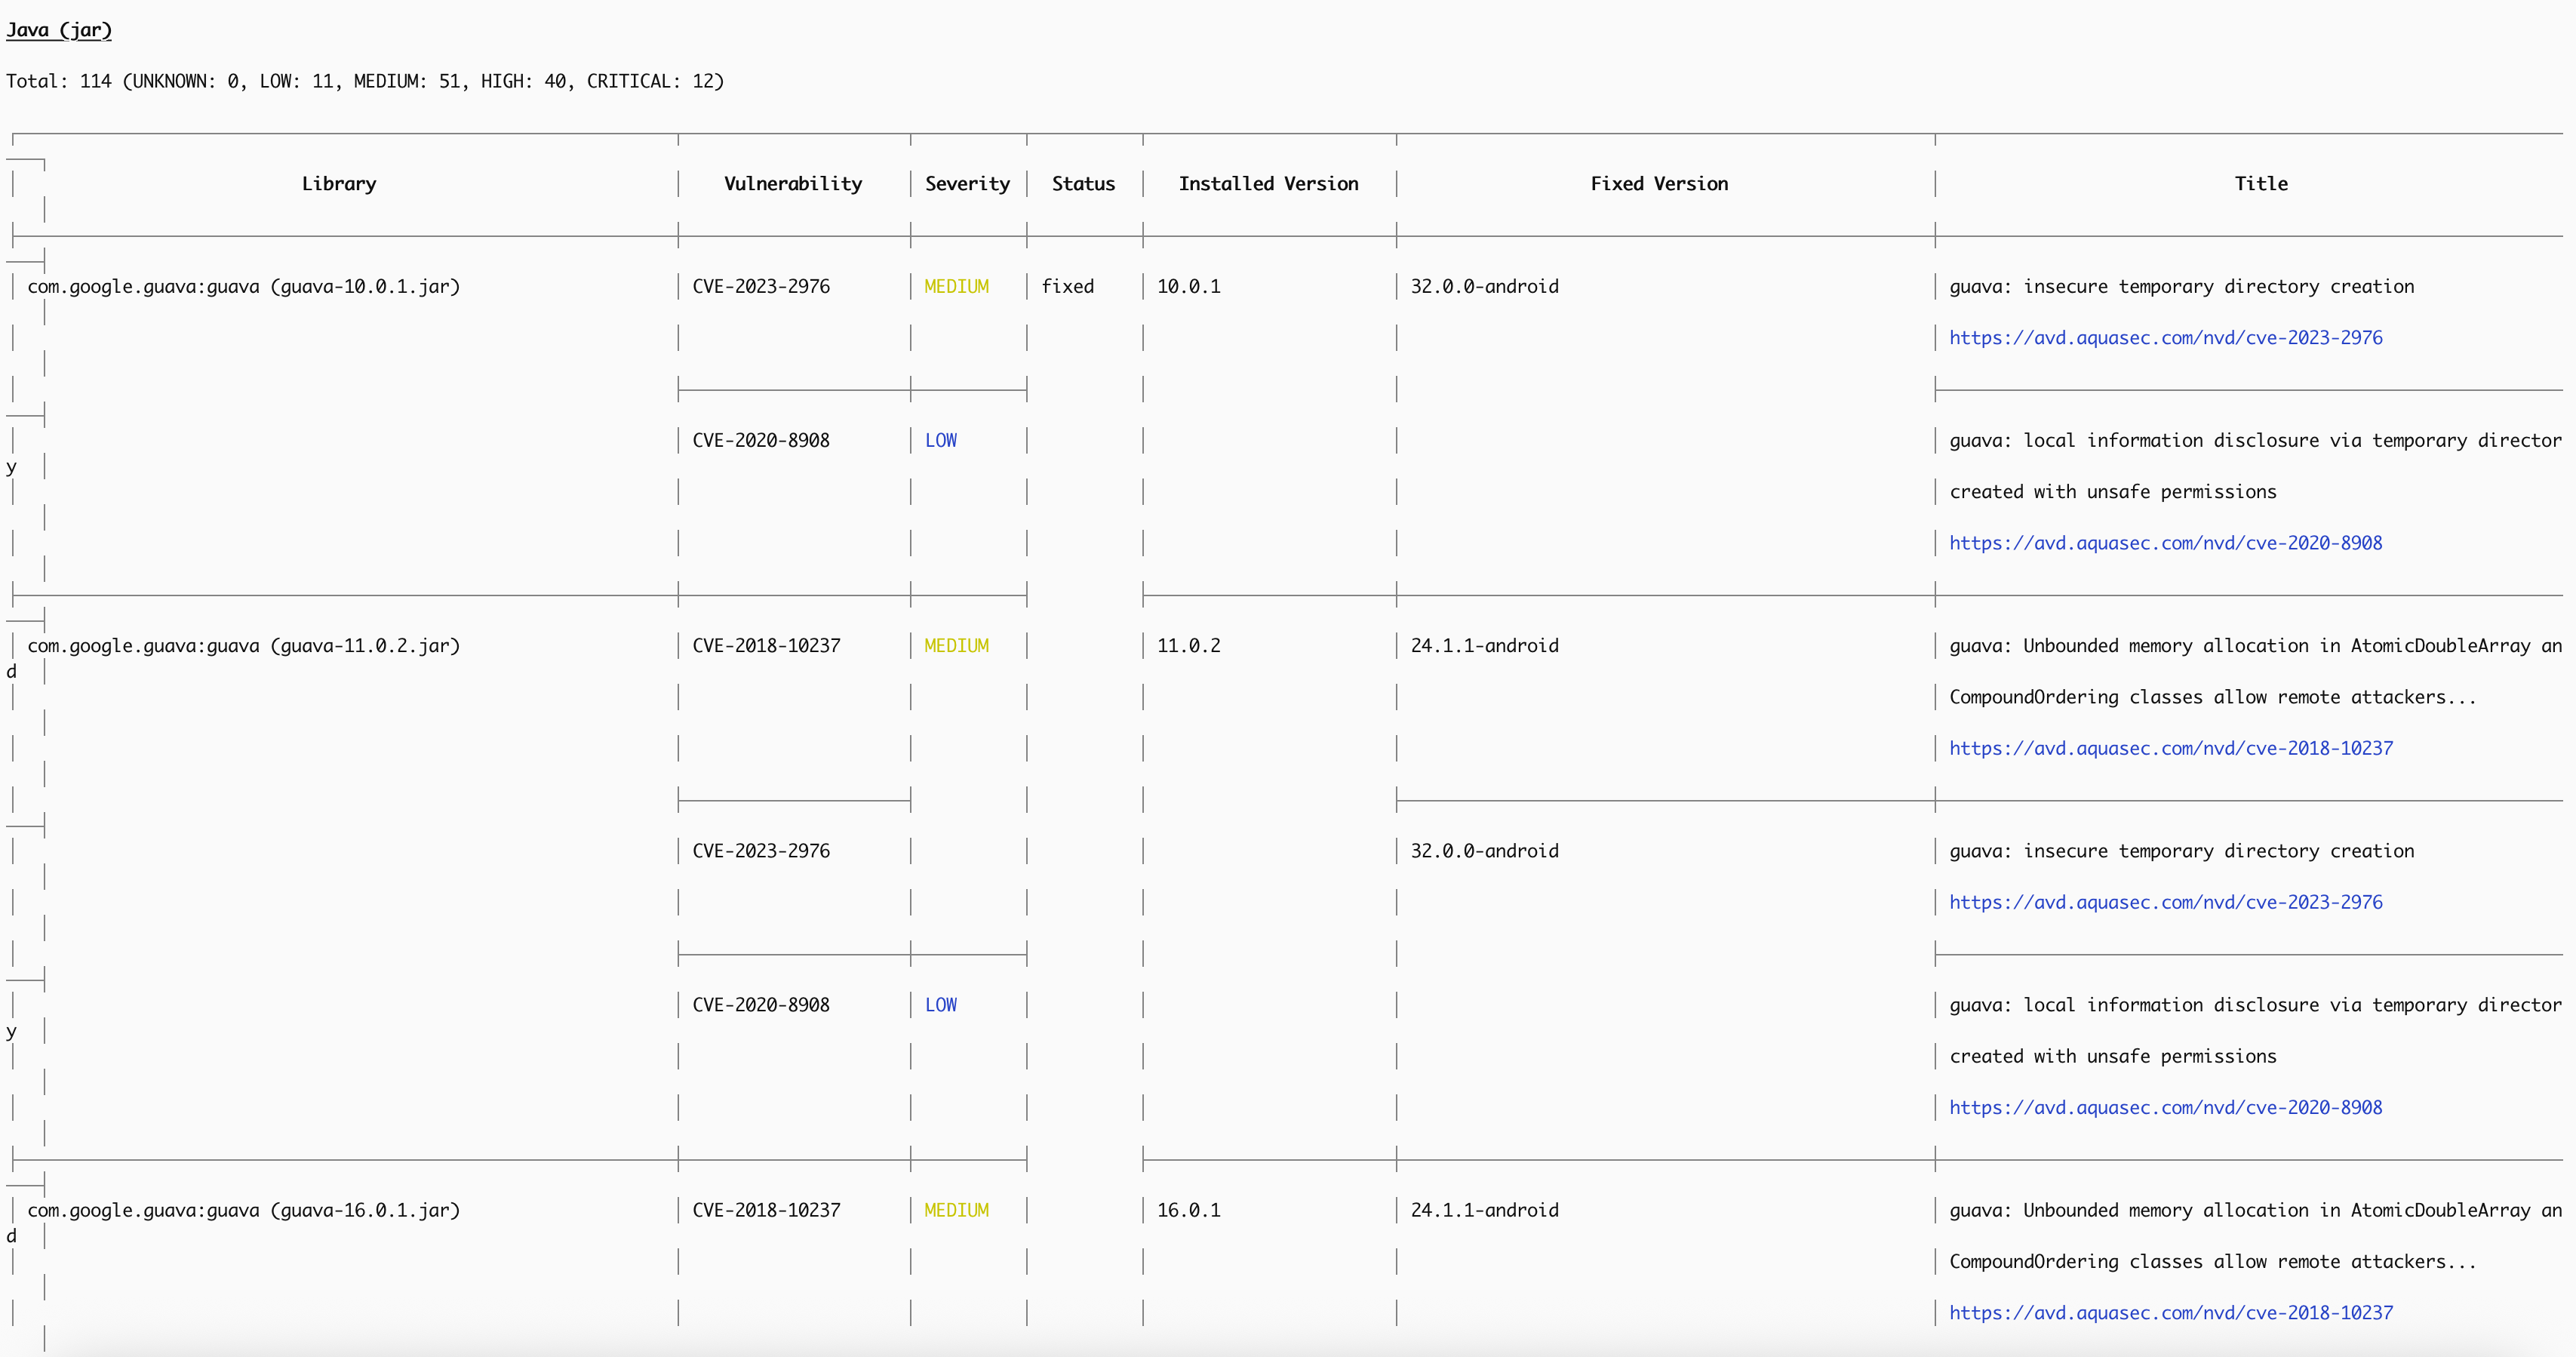 Java (jar)
Total: 114 (UNKNOWN: 0, LOW: 11, MEDIUM: 51, HIGH: 40, CRITICAL: 12)
Library Vulnerability Severity Status Installed Version Fixed Version Title
com.google.guava:guava (guava-10.0.1.jar) CVE-2023-2976 MEDIUM fixed 10.0.1 32.0.0-android guava: insecure temporary directory creation
https://avd.aquasec.com/nvd/cve-2023-2976
CVE-2020-8908 LOW guava: local information disclosure via temporary director
y
created with unsafe permissions
https://avd.aquasec.com/nvd/cve-2020-8908
com.google.guava:guava (guava-11.0.2.jar) CVE-2018-10237 MEDIUM 11.0.2 24.1.1-android guava: Unbounded memory allocation in AtomicDoubleArray an
d
CompoundOrdering classes allow remote attackers...
https://avd.aquasec.com/nvd/cve-2018-10237
CVE-2023-2976 32.0.0-android guava: insecure temporary directory creation
https://avd.aquasec.com/nvd/cve-2023-2976
CVE-2020-8908 LOW guava: local information disclosure via temporary director
y
created with unsafe permissions
https://avd.aquasec.com/nvd/cve-2020-8908
com.google.guava:guava (guava-16.0.1.jar) CVE-2018-10237 MEDIUM 16.0.1 24.1.1-android guava: Unbounded memory allocation in AtomicDoubleArray an
d
CompoundOrdering classes allow remote attackers...
https://avd.aquasec.com/nvd/cve-2018-10237